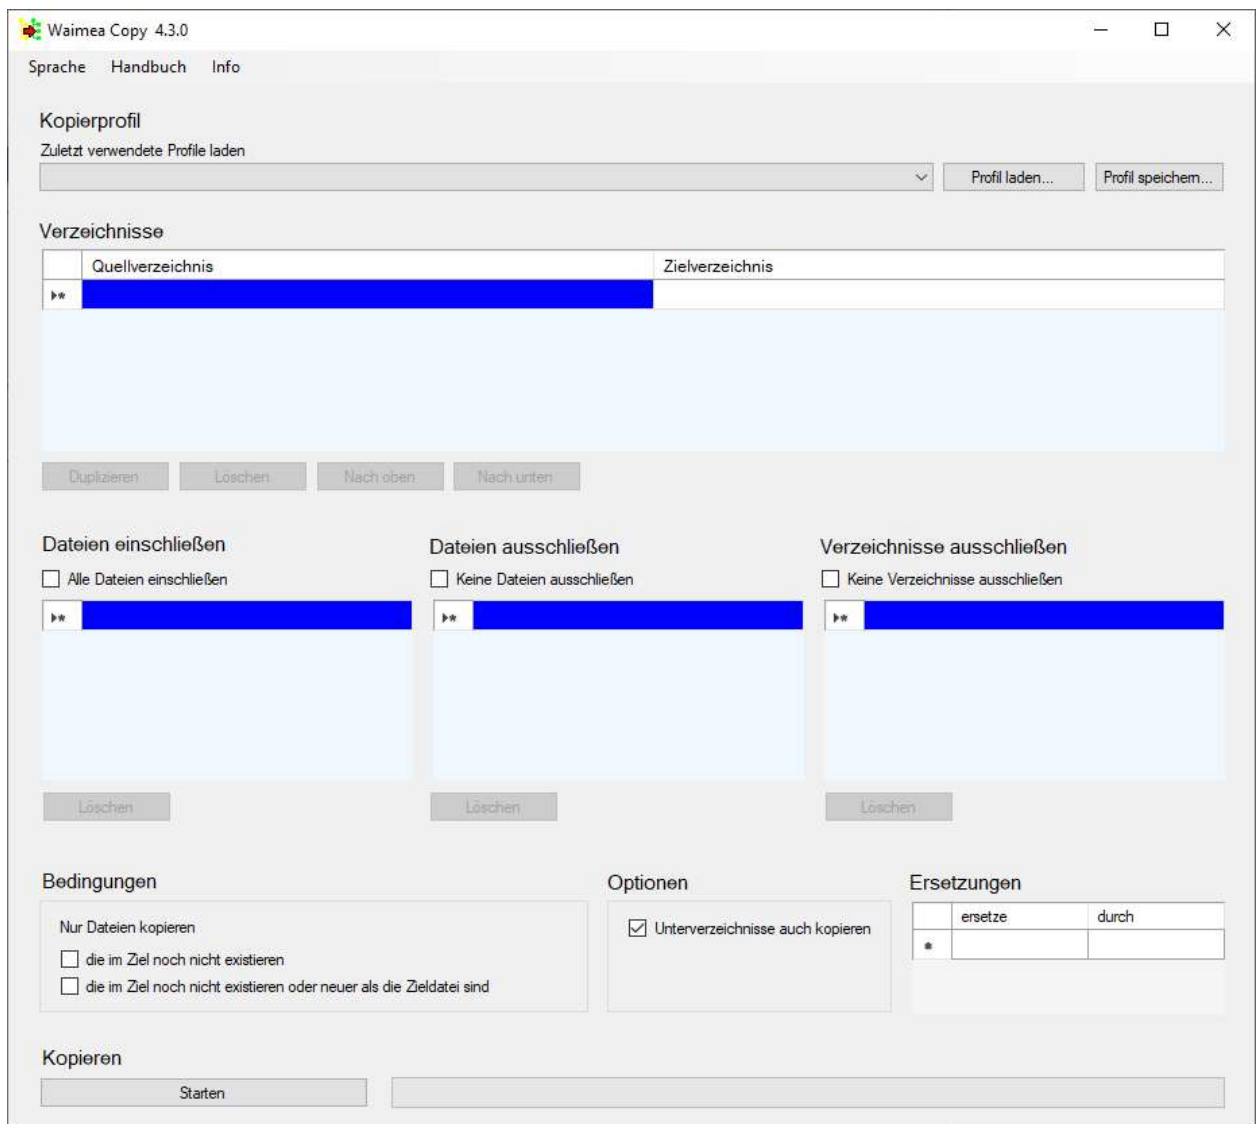 Waimea Copy 4.3.0
Sprache Handbuch Info
Kopierprofil
Zuletzt verwendete Profile laden
Profil laden... Profil speichern...
Verzeichnisse
Quellverzeichnis Zielverzeichnis
Duplizieren Löschen Nach oben Nach unten
Dateien einschließen Dateien ausschließen Verzeichnisse ausschließen
Alle Dateien einschließen Keine Dateien ausschließen Keine Verzeichnisse ausschließen
Löschen Löschen Löschen
Bedingungen Optionen Ersetzungen
Nur Dateien kopieren Unterverzeichnisse auch kopieren ersetze durch
die im Ziel noch nicht existieren
die im Ziel noch nicht existieren oder neuer als die Zieldatei sind
Kopieren
Starten